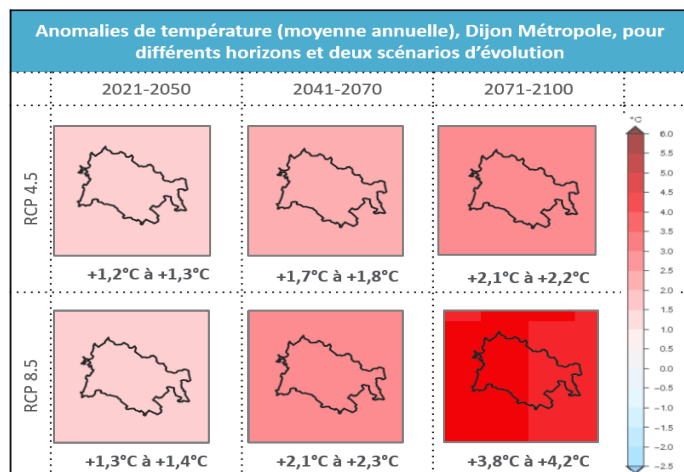 Anomalies de température (moyenne annuelle), Dijon Métropole, pour
différents horizons et deux scénarios d'évolution
2021-2050
2041-2070
2071-2100
°C
6.0
5.5
5.0
4.5
4.0
3.5
3.0
2.5
2.0
1.5
1.0
0.5
0.0
−0.5
−1.0
−1.5
−2.0
−2.5
RCP 4.5
+1,2°C à +1,3°C
+1,7°C à +1,8°C
+2,1°C à +2,2°C
RCP 8.5
+1,3°C à +1,4°C
+2,1°C à +2,3°C
+3,8°C à +4,2°C